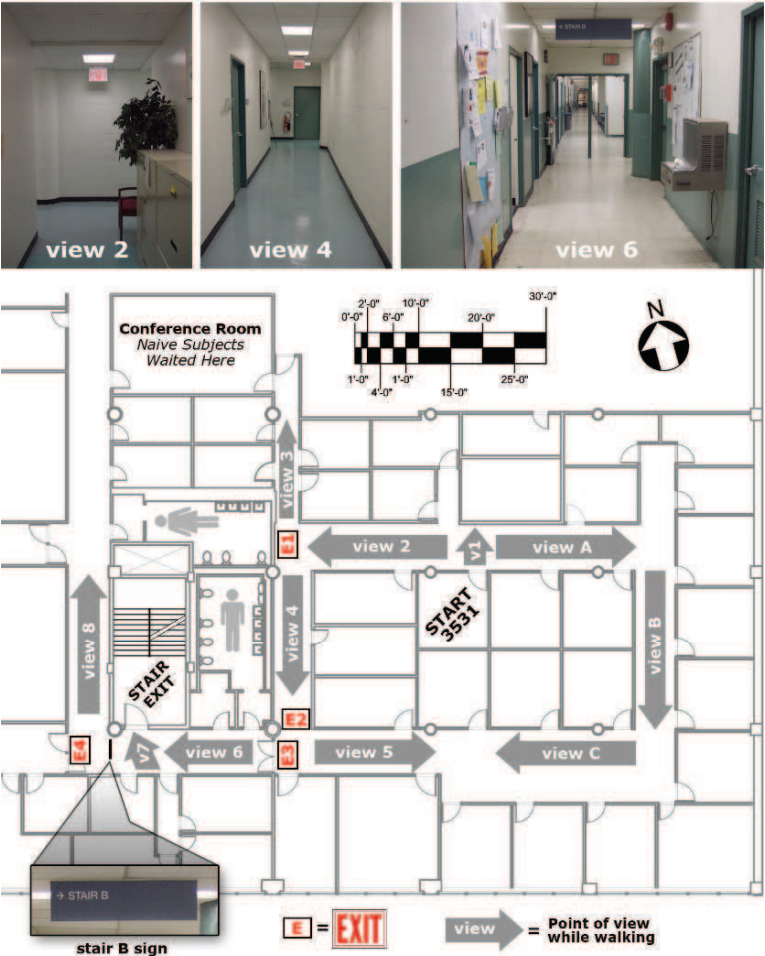 → STAIR B
view 2
view 4
view 6
Conference Room
Naive Subjects
Waited Here
0'-0"
2'-0"
6'-0"
10'-0"
20'-0"
30'-0"
1'-0"
4'-0"
1'-0"
15'-0"
25'-0"
N
view 3
E1
view 2
v1
view A
view 4
START
3531
view B
view 8
STAIR
EXIT
E2
E4
v7
view 6
E3
view 5
view C
→ STAIR B
stair B sign
E
=
EXIT
view
=
Point of view
while walking